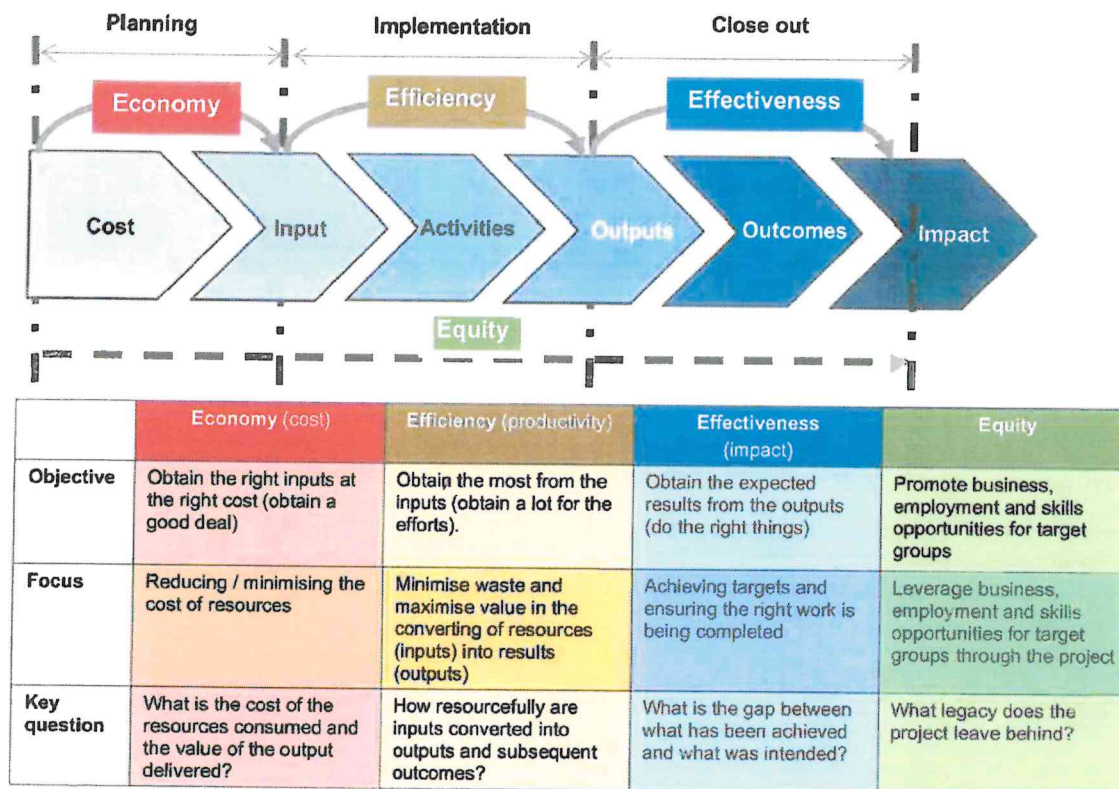 Planning Implementation Close out
Economy Efficiency Effectiveness
Cost Input Activities Outputs Outcomes Impact
Equity
Economy (cost) Efficiency (productivity) Effectiveness
(impact) Equity
Objective
Obtain the right inputs at
the right cost (obtain a
good deal)
Obtain the most from the
inputs (obtain a lot for the
efforts).
Obtain the expected
results from the outputs
(do the right things)
Promote business,
employment and skills
opportunities for target
groups
Focus
Reducing / minimising the
cost of resources
Minimise waste and
maximise value in the
converting of resources
(inputs) into results
(outputs)
Achieving targets and
ensuring the right work is
being completed
Leverage business,
employment and skills
opportunities for target
groups through the project
Key
question
What is the cost of the
resources consumed and
the value of the output
delivered?
How resourcefully are
inputs converted into
outputs and subsequent
outcomes?
What is the gap between
what has been achieved
and what was intended?
What legacy does the
project leave behind?